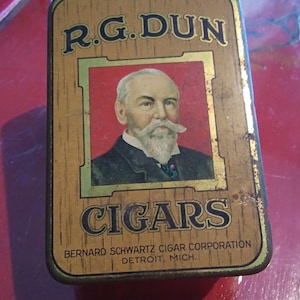 R.G.DUN
CIGARS
BERNARD SCHWARTZ CIGAR CORPORATION
DETROIT, MICH.